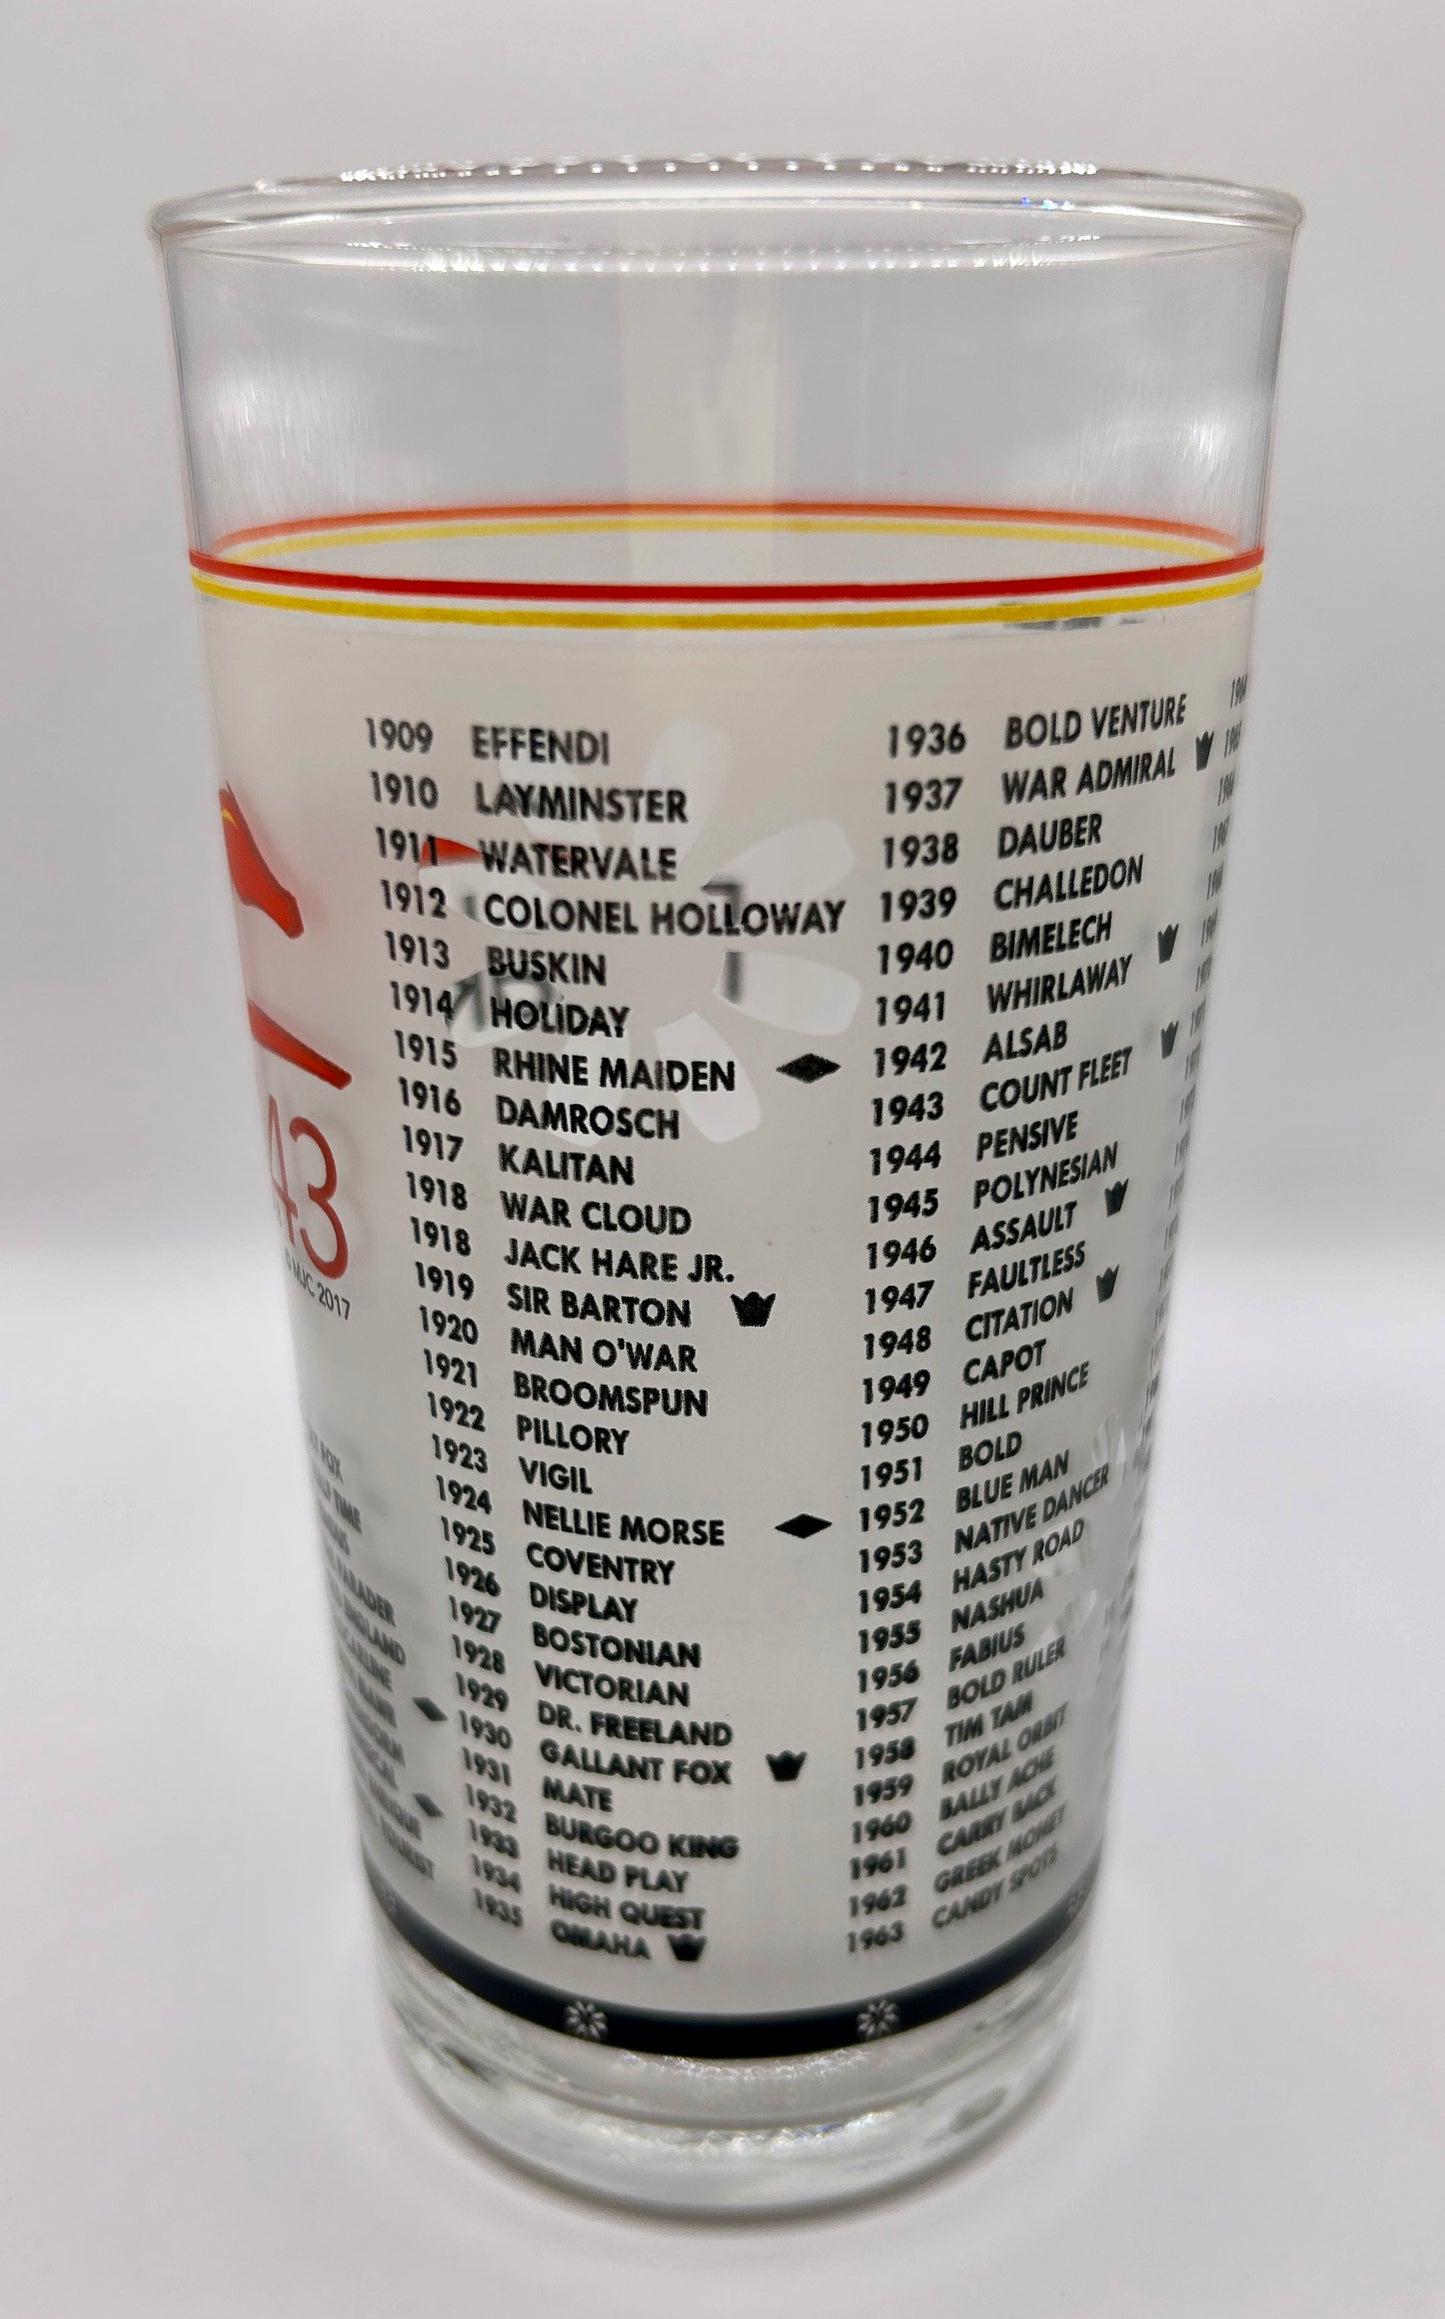 43
MJC 2017
TIME
PARADER
ENGLAND
1909 EFFENDI
1910 LAYMINSTER
1911 WATERVALE
1912 COLONEL HOLLOWAY
1913 BUSKIN
1914 HOLIDAY
1915 RHINE MAIDEN
1916 DAMROSCH
1917 KALITAN
1918 WAR CLOUD
1918 JACK HARE JR.
1919 SIR BARTON
1920 MAN O'WAR
1921 BROOMSPUN
1922 PILLORY
1923 VIGIL
1924 NELLIE MORSE
1925 COVENTRY
1926 DISPLAY
1927 BOSTONIAN
1928 VICTORIAN
1929 DR. FREELAND
1930 GALLANT FOX
1931 MATE
1932 BURGOO KING
1933 HEAD PLAY
1934 HIGH QUEST
1935 OMAHA
1936 BOLD VENTURE
1937 WAR ADMIRAL
1938 DAUBER
1939 CHALLEDON
1940 BIMELECH
1941 WHIRLAWAY
1942 ALSAB
1943 COUNT FLEET
1944 PENSIVE
1945 POLYNESIAN
1946 ASSAULT
1947 FAULTLESS
1948 CITATION
1949 CAPOT
1950 HILL PRINCE
1951 BOLD
1952 BLUE MAN
1953 NATIVE DANCER
1954 HASTY ROAD
1955 NASHUA
1956 FABIUS
1957 BOLD RULER
1958 TIM TAM
1959 ROYAL ORBIT
1960 BALLY ACHE
1961 CARRY BACK
1962 GREEK MONEY
1963 CANDY SPOTS